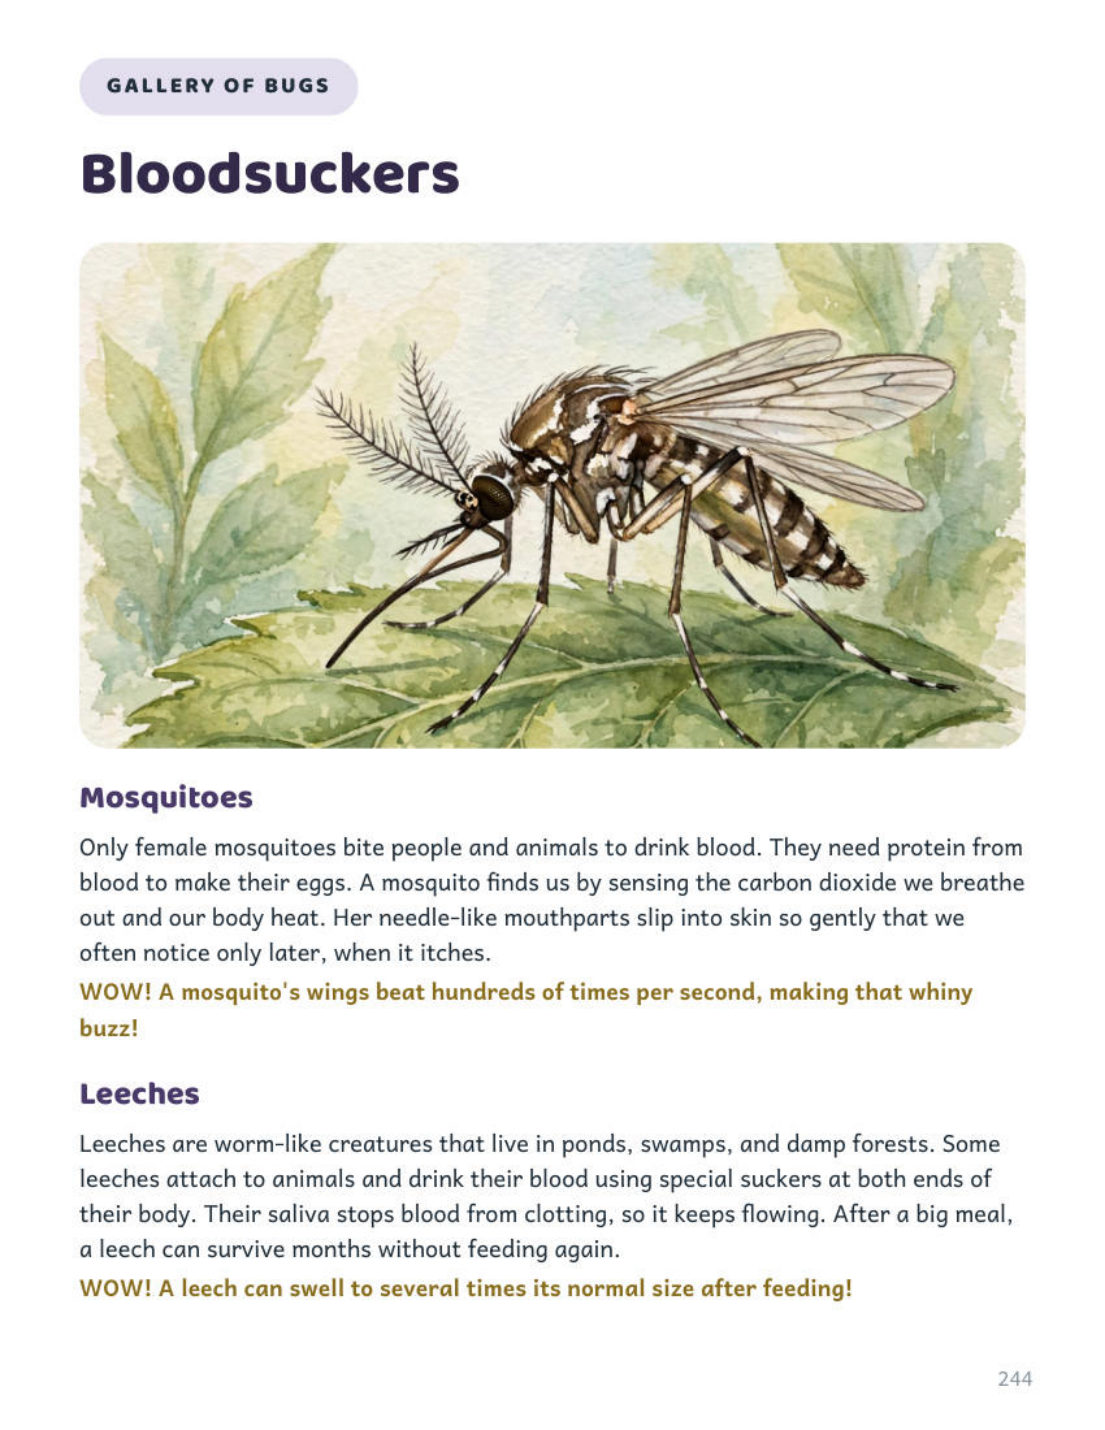 GALLERY OF BUGS
Bloodsuckers
Mosquitoes
Only female mosquitoes bite people and animals to drink blood. They need protein from
blood to make their eggs. A mosquito finds us by sensing the carbon dioxide we breathe
out and our body heat. Her needle-like mouthparts slip into skin so gently that we
often notice only later, when it itches.
WOW! A mosquito's wings beat hundreds of times per second, making that whiny
buzz!
Leeches
Leeches are worm-like creatures that live in ponds, swamps, and damp forests. Some
leeches attach to animals and drink their blood using special suckers at both ends of
their body. Their saliva stops blood from clotting, so it keeps flowing. After a big meal,
a leech can survive months without feeding again.
WOW! A leech can swell to several times its normal size after feeding!
244